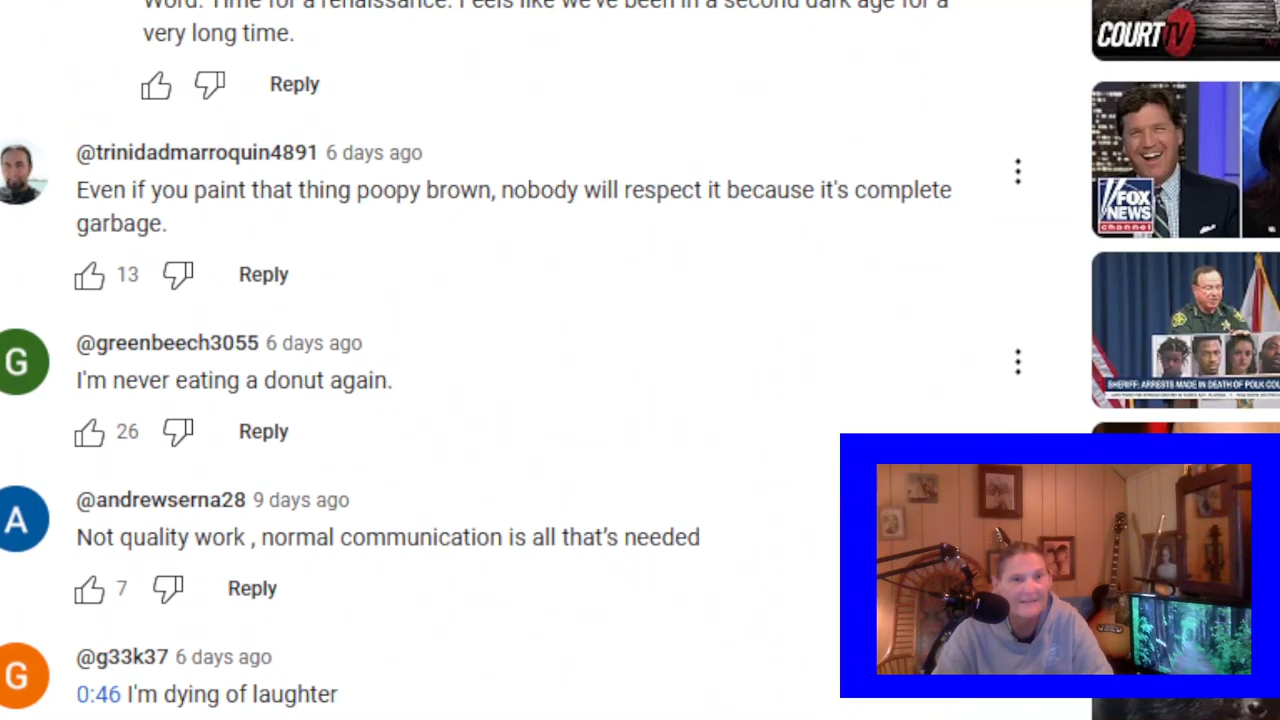 Word. Time for a renaissance. Feels like we've been in a second dark age for a
very long time.
Reply
@trinidadmarroquin4891 6 days ago
Even if you paint that thing poopy brown, nobody will respect it because it's complete
garbage.
13 Reply
G
@greenbeech3055 6 days ago
I'm never eating a donut again.
26 Reply
A
@andrewserna28 9 days ago
Not quality work , normal communication is all that’s needed
7 Reply
G
@g33k37 6 days ago
0:46 I'm dying of laughter
COURT TV
FOX
NEWS
channel
SHERIFF: ARRESTS MADE IN DEATH OF POLK COU